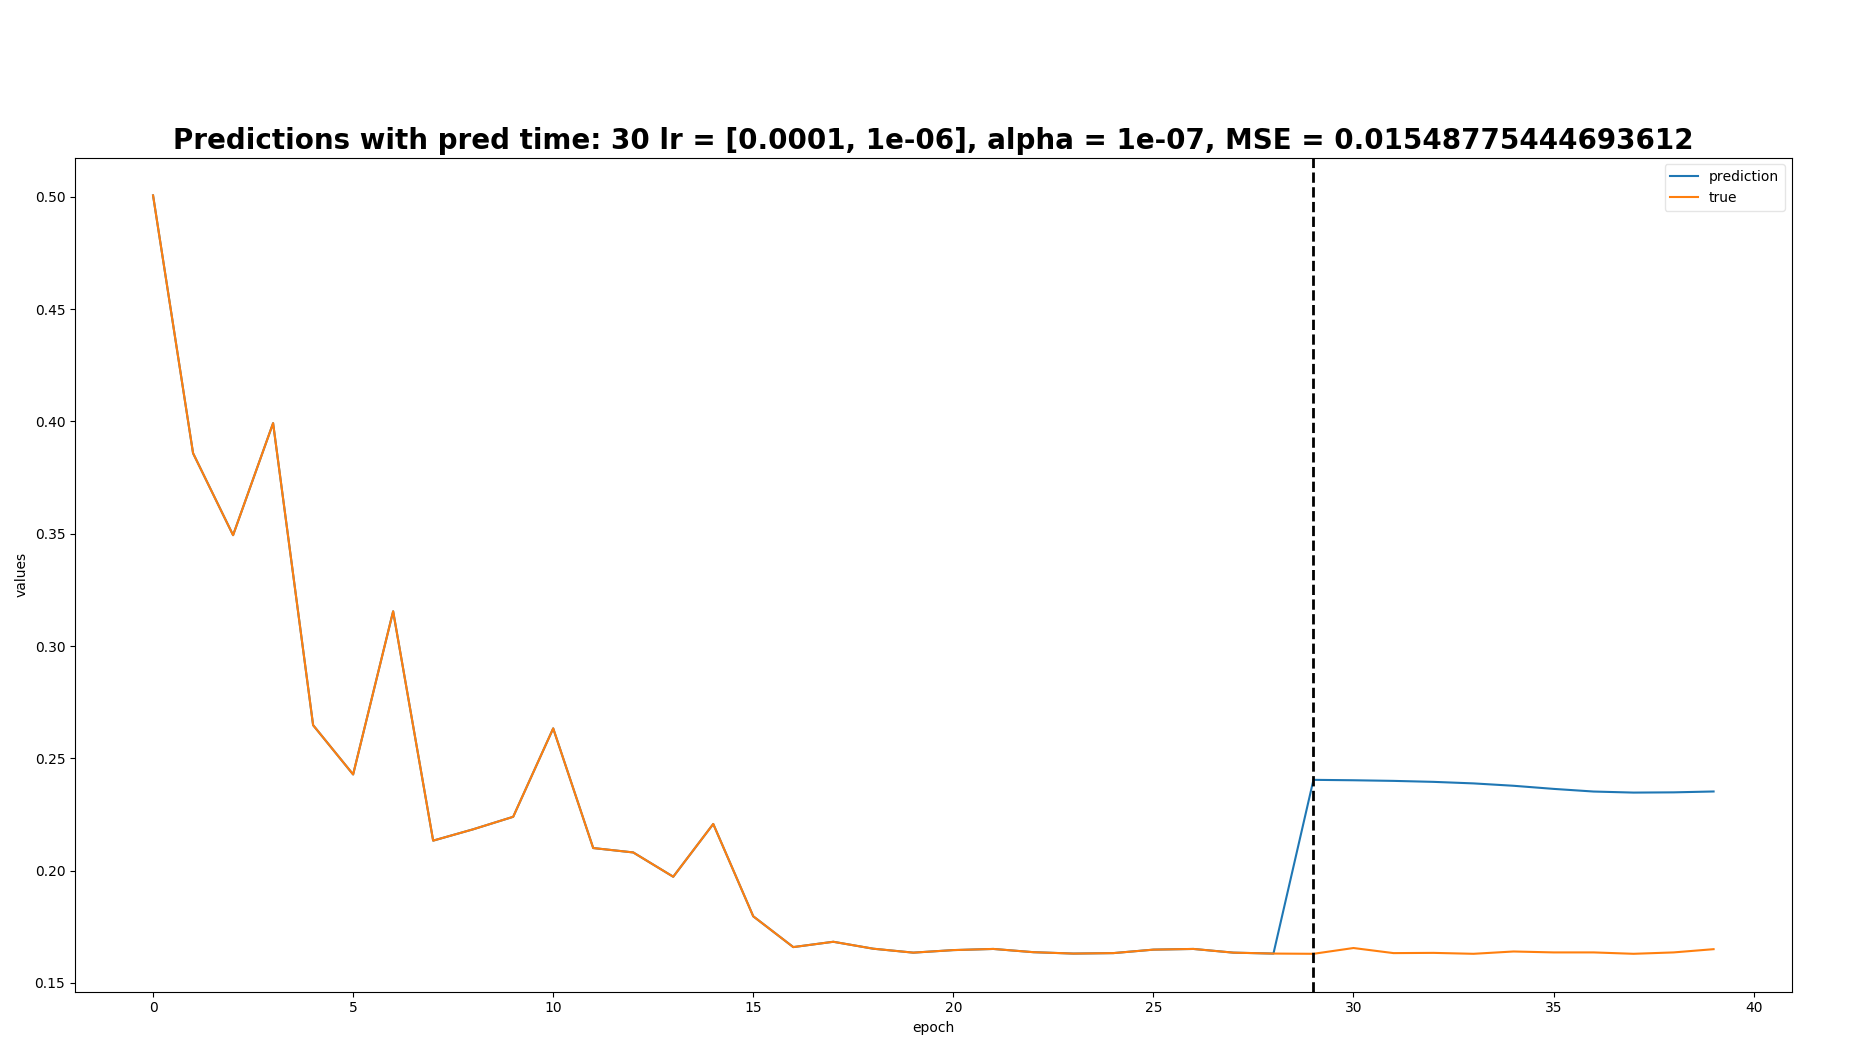 Predictions with pred time: 30 lr = [0.0001, 1e-06], alpha = 1e-07, MSE = 0.01548775444693612
prediction
true
0.50
0.45
0.40
0.35
0.30
0.25
0.20
0.15
values
0 5 10 15 20 25 30 35 40
epoch